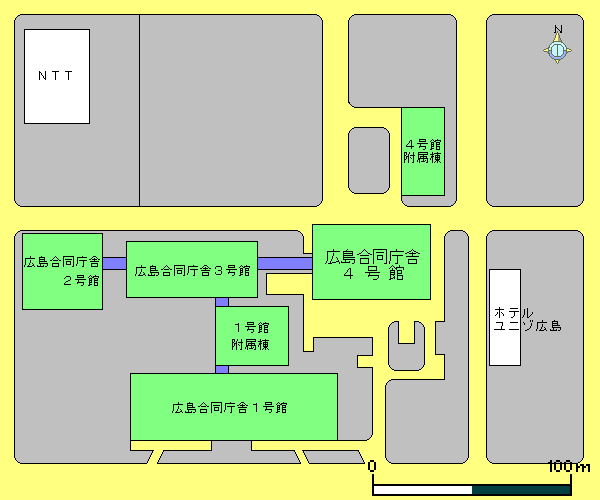 N
ＮＴＴ
４号館
附属棟
広島合同庁舎
２号館
広島合同庁舎３号館
広島合同庁舎
４号館
１号館
附属棟
ホテル
ユニゾ広島
広島合同庁舎１号館
0 100m